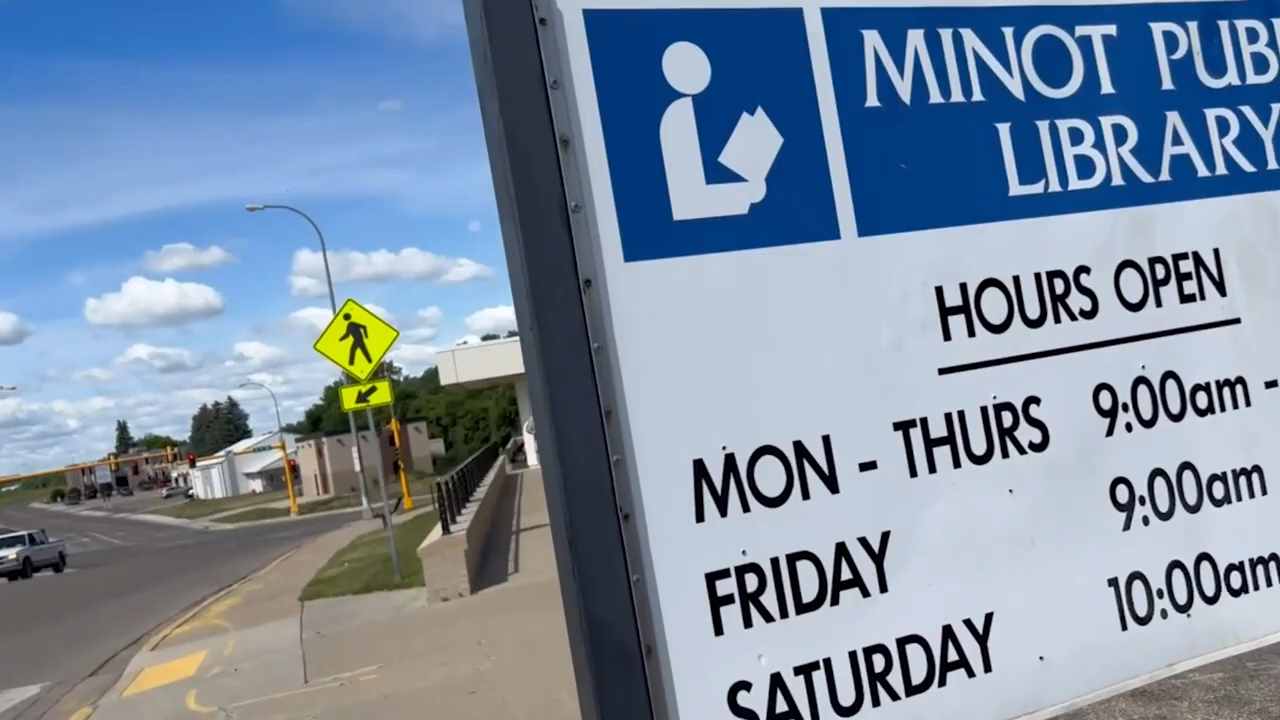 MINOT PUB
LIBRARY
HOURS OPEN
MON - THURS 9:00am -
FRIDAY 9:00am
SATURDAY 10:00am